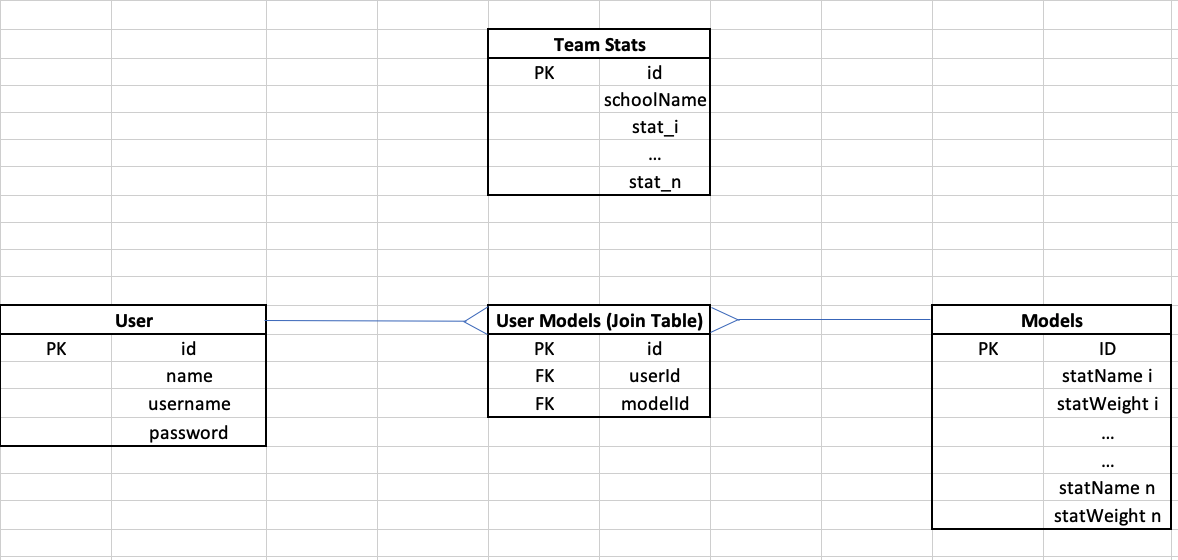 Team Stats
PK id
schoolName
stat_i
...
stat_n
User
PK id
name
username
password
User Models (Join Table)
PK id
FK userId
FK modelId
Models
PK ID
statName i
statWeight i
...
...
statName n
statWeight n